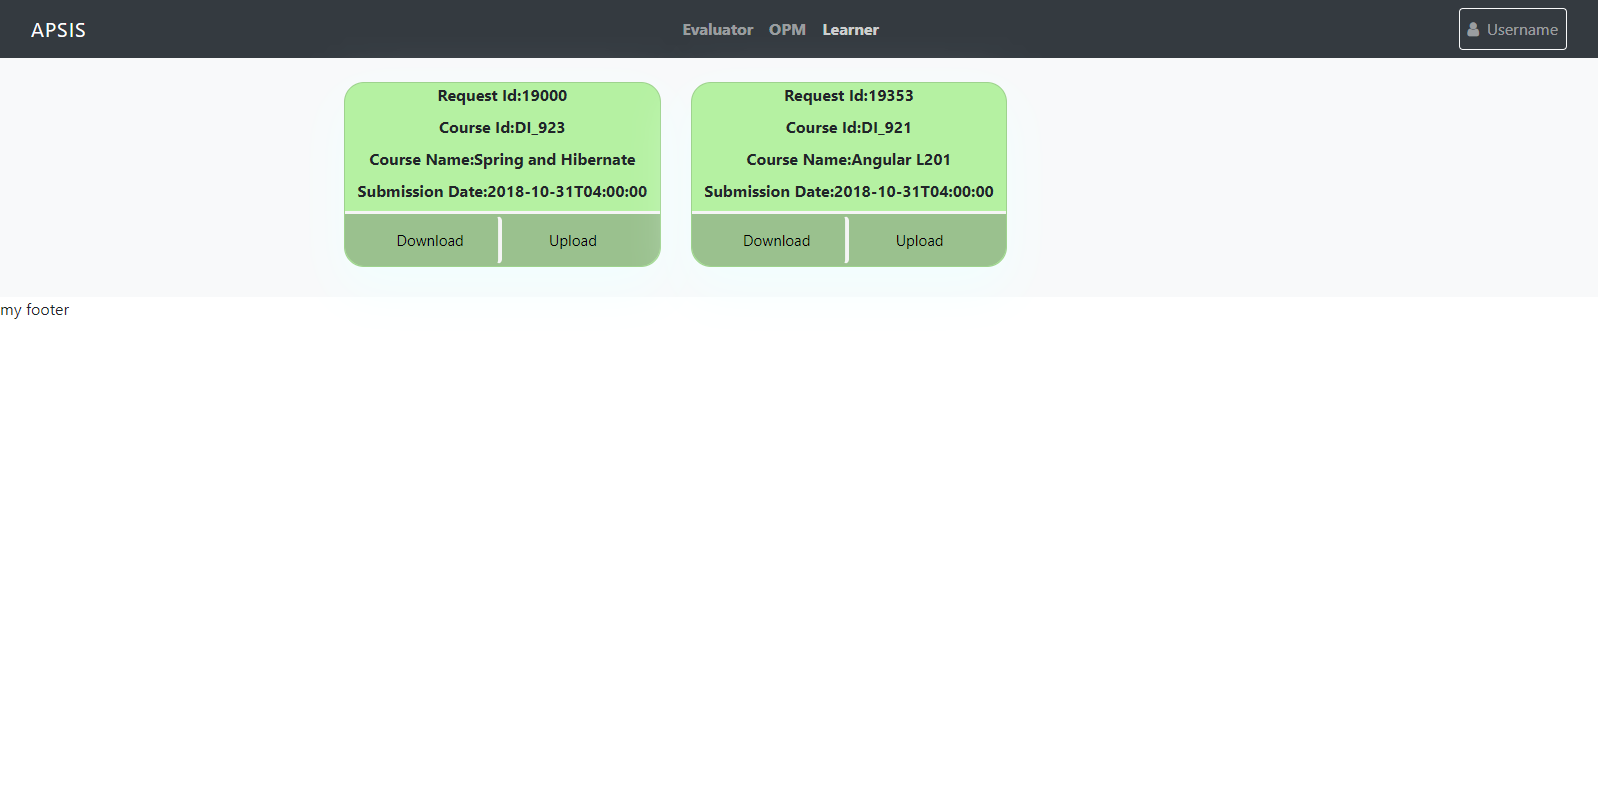 APSIS
Evaluator OPM Learner
Username
Request Id:19000
Course Id:DI_923
Course Name:Spring and Hibernate
Submission Date:2018-10-31T04:00:00
Download Upload
Request Id:19353
Course Id:DI_921
Course Name:Angular L201
Submission Date:2018-10-31T04:00:00
Download Upload
my footer